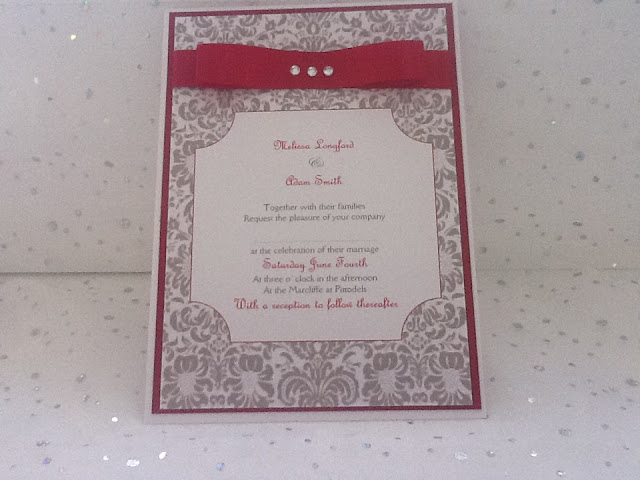 Melissa Longford
&
Adam Smith
Together with their families
Request the pleasure of your company
at the celebration of their marriage
Saturday June Fourth
At three o' clock in the afternoon
At the Marcliffe at Pitfodels
With a reception to follow thereafter